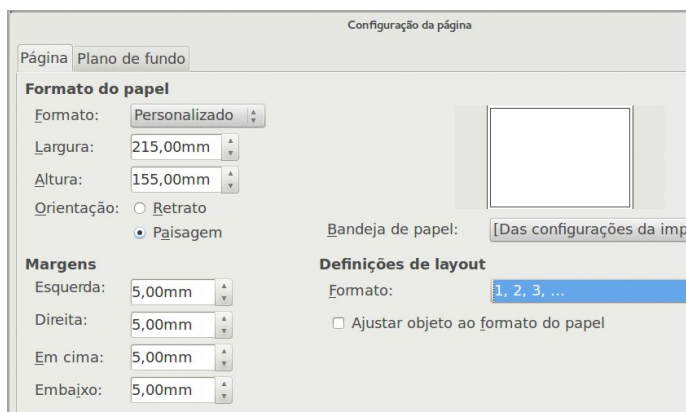 Configuração da página
Página Plano de fundo
Formato do papel
Formato: Personalizado
Largura: 215,00mm
Altura: 155,00mm
Orientação: Retrato
Paisagem
Bandeja de papel: [Das configurações da imp
Margens
Esquerda: 5,00mm
Direita: 5,00mm
Em cima: 5,00mm
Embaixo: 5,00mm
Definições de layout
Formato: 1, 2, 3, ...
Ajustar objeto ao formato do papel